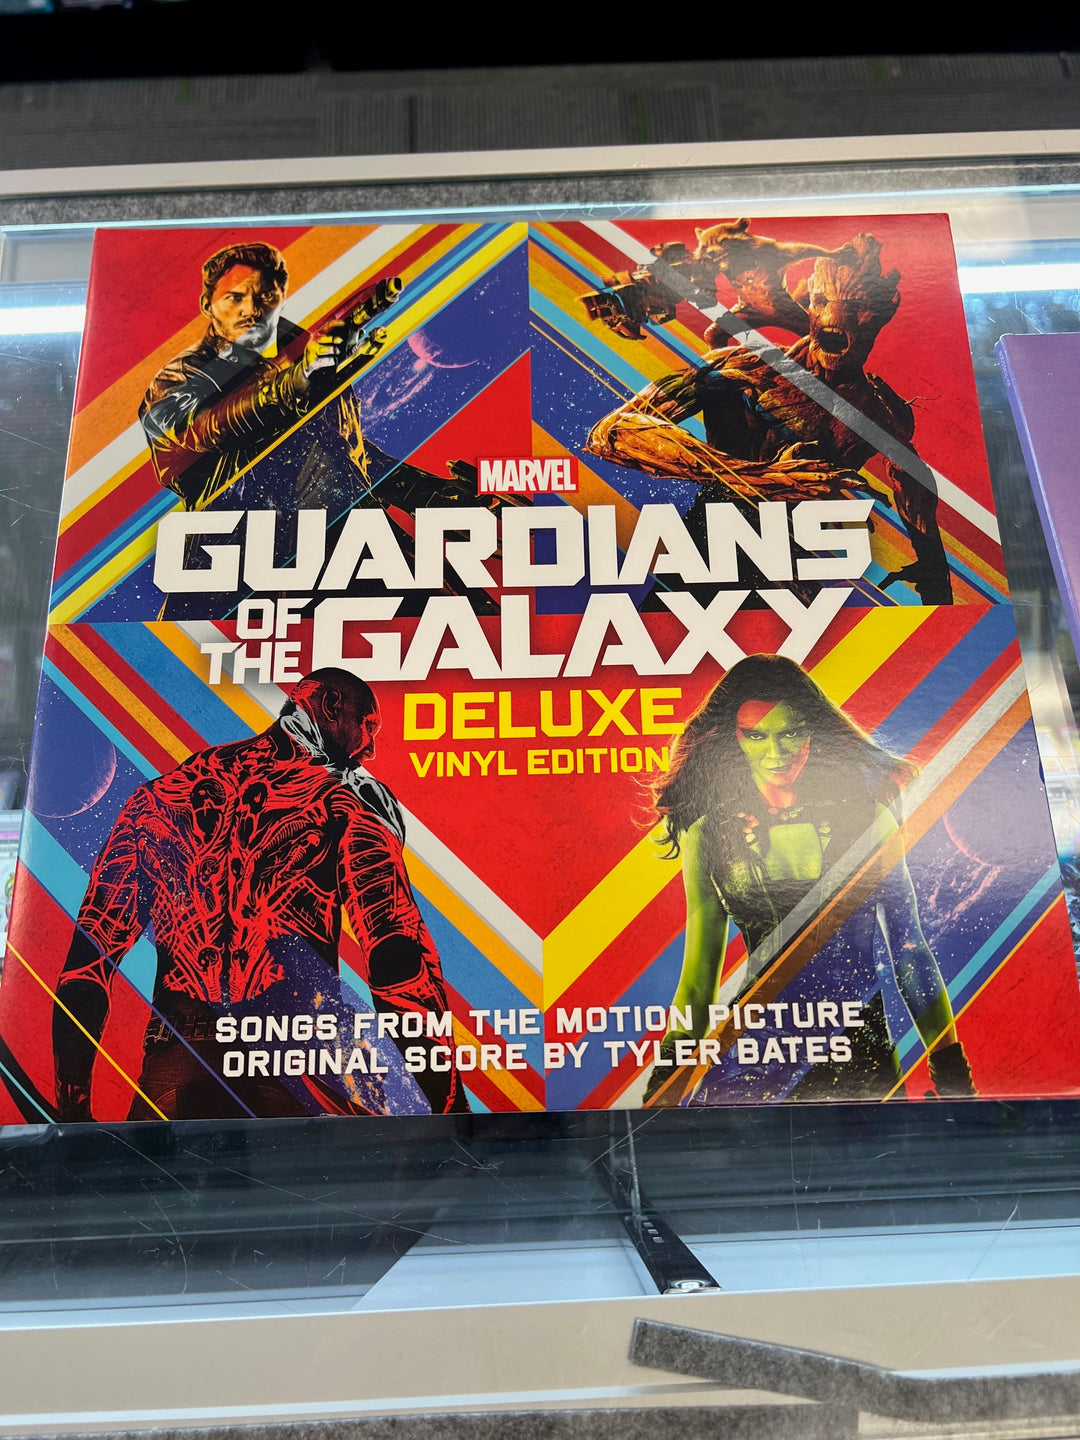 MARVEL
GUARDIANS
OF THE GALAXY
DELUXE
VINYL EDITION
SONGS FROM THE MOTION PICTURE
ORIGINAL SCORE BY TYLER BATES